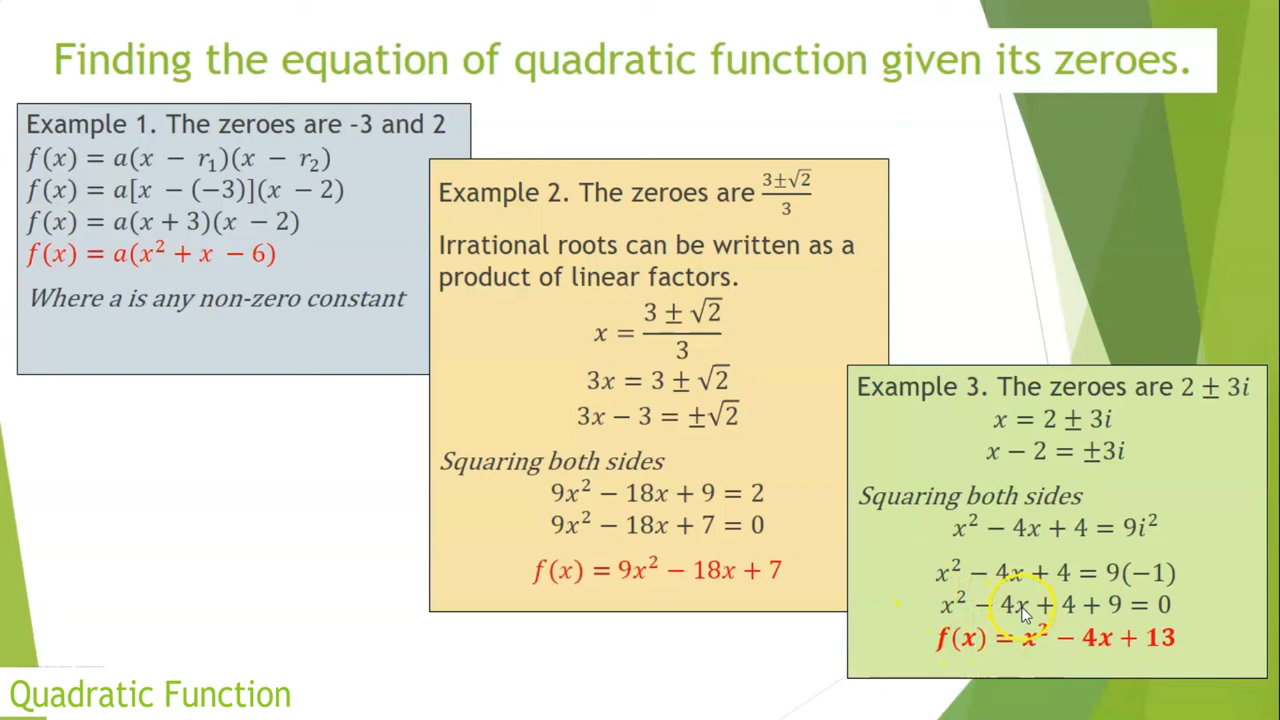 Finding the equation of quadratic function given its zeroes.
Example 1. The zeroes are -3 and 2
f(x) = a(x − r₁)(x − r₂)
f(x) = a[x − (−3)](x − 2)
f(x) = a(x + 3)(x − 2)
f(x) = a(x² + x − 6)
Where a is any non-zero constant
Example 2. The zeroes are (3±√2)/3
Irrational roots can be written as a
product of linear factors.
x = (3 ± √2)/3
3x = 3 ± √2
3x − 3 = ±√2
Squaring both sides
9x² − 18x + 9 = 2
9x² − 18x + 7 = 0
f(x) = 9x² − 18x + 7
Example 3. The zeroes are 2 ± 3i
x = 2 ± 3i
x − 2 = ±3i
Squaring both sides
x² − 4x + 4 = 9i²
x² − 4x + 4 = 9(−1)
x² − 4x + 4 + 9 = 0
f(x) = x² − 4x + 13
Quadratic Function